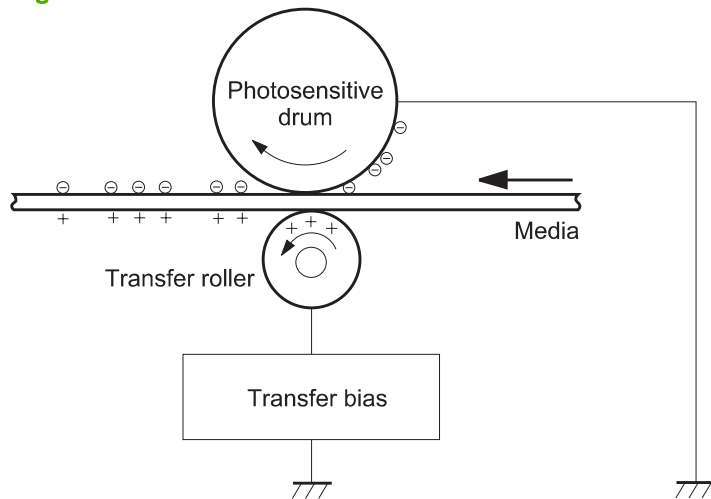 Photosensitive
drum
Media
Transfer roller
Transfer bias